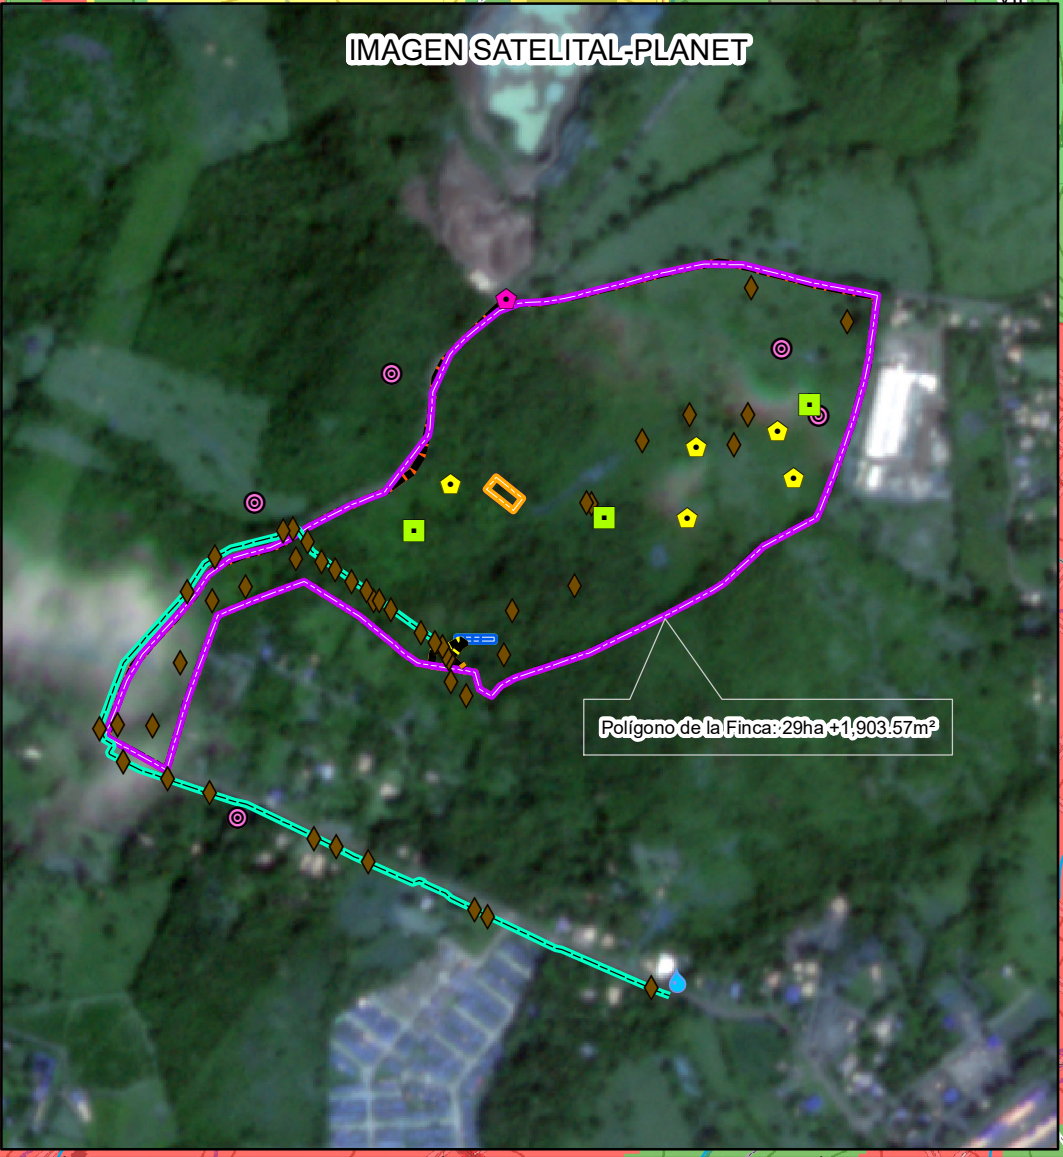 IMAGEN SATELITAL-PLANET
Polígono de la Finca: 29ha +1,903.57m²